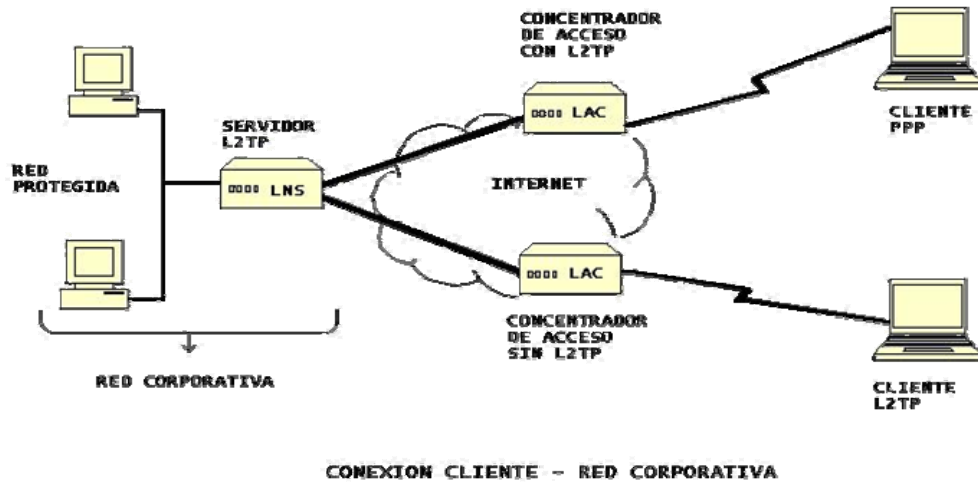 CONCENTRADOR
DE ACCESO
CON L2TP
LAC
CLIENTE
PPP
SERVIDOR
L2TP
LNS
RED
PROTEGIDA
INTERNET
LAC
CONCENTRADOR
DE ACCESO
SIN L2TP
RED CORPORATIVA
CLIENTE
L2TP
CONEXION CLIENTE - RED CORPORATIVA